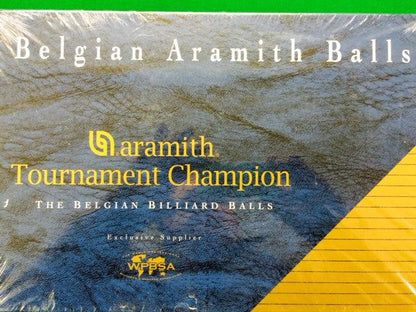 Belgian Aramith Balls
aramith®
Tournament Champion
THE BELGIAN BILLIARD BALLS
Exclusive Supplier
WPBSA